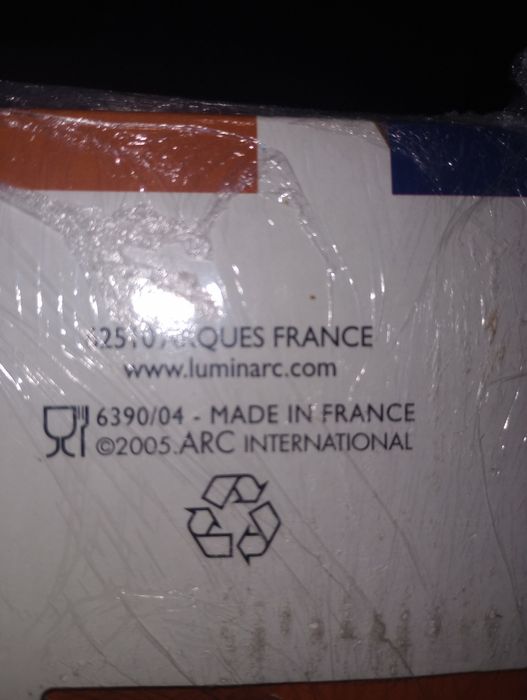 FRANCE
www.luminarc.com
6390/04 - MADE IN FRANCE
©2005.ARC INTERNATIONAL